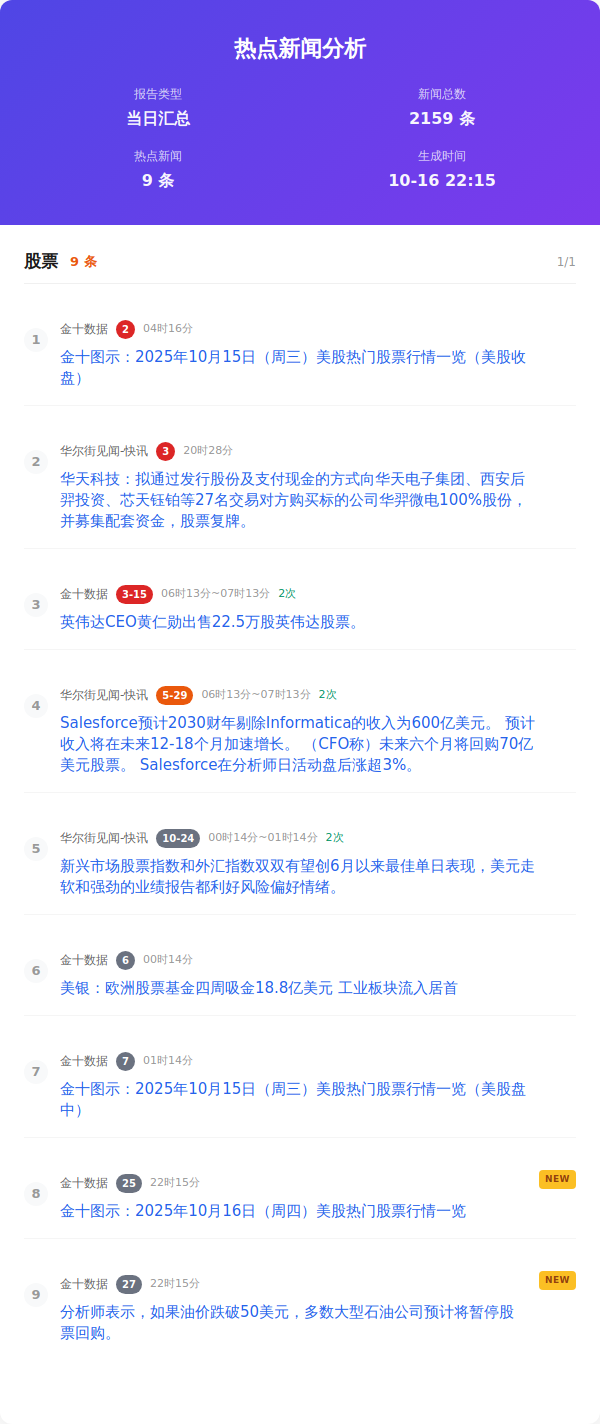 热点新闻分析
报告类型
当日汇总
新闻总数
2159 条
热点新闻
9 条
生成时间
10-16 22:15
股票 9 条 1/1
1
金十数据 2 04时16分
金十图示：2025年10月15日（周三）美股热门股票行情一览（美股收
盘）
2
华尔街见闻-快讯 3 20时28分
华天科技：拟通过发行股份及支付现金的方式向华天电子集团、西安后
羿投资、芯天钰铂等27名交易对方购买标的公司华羿微电100%股份，
并募集配套资金，股票复牌。
3
金十数据 3-15 06时13分~07时13分 2次
英伟达CEO黄仁勋出售22.5万股英伟达股票。
4
华尔街见闻-快讯 5-29 06时13分~07时13分 2次
Salesforce预计2030财年剔除Informatica的收入为600亿美元。 预计
收入将在未来12-18个月加速增长。 （CFO称）未来六个月将回购70亿
美元股票。 Salesforce在分析师日活动盘后涨超3%。
5
华尔街见闻-快讯 10-24 00时14分~01时14分 2次
新兴市场股票指数和外汇指数双双有望创6月以来最佳单日表现，美元走
软和强劲的业绩报告都利好风险偏好情绪。
6
金十数据 6 00时14分
美银：欧洲股票基金四周吸金18.8亿美元 工业板块流入居首
7
金十数据 7 01时14分
金十图示：2025年10月15日（周三）美股热门股票行情一览（美股盘
中）
8
金十数据 25 22时15分 NEW
金十图示：2025年10月16日（周四）美股热门股票行情一览
9
金十数据 27 22时15分 NEW
分析师表示，如果油价跌破50美元，多数大型石油公司预计将暂停股
票回购。